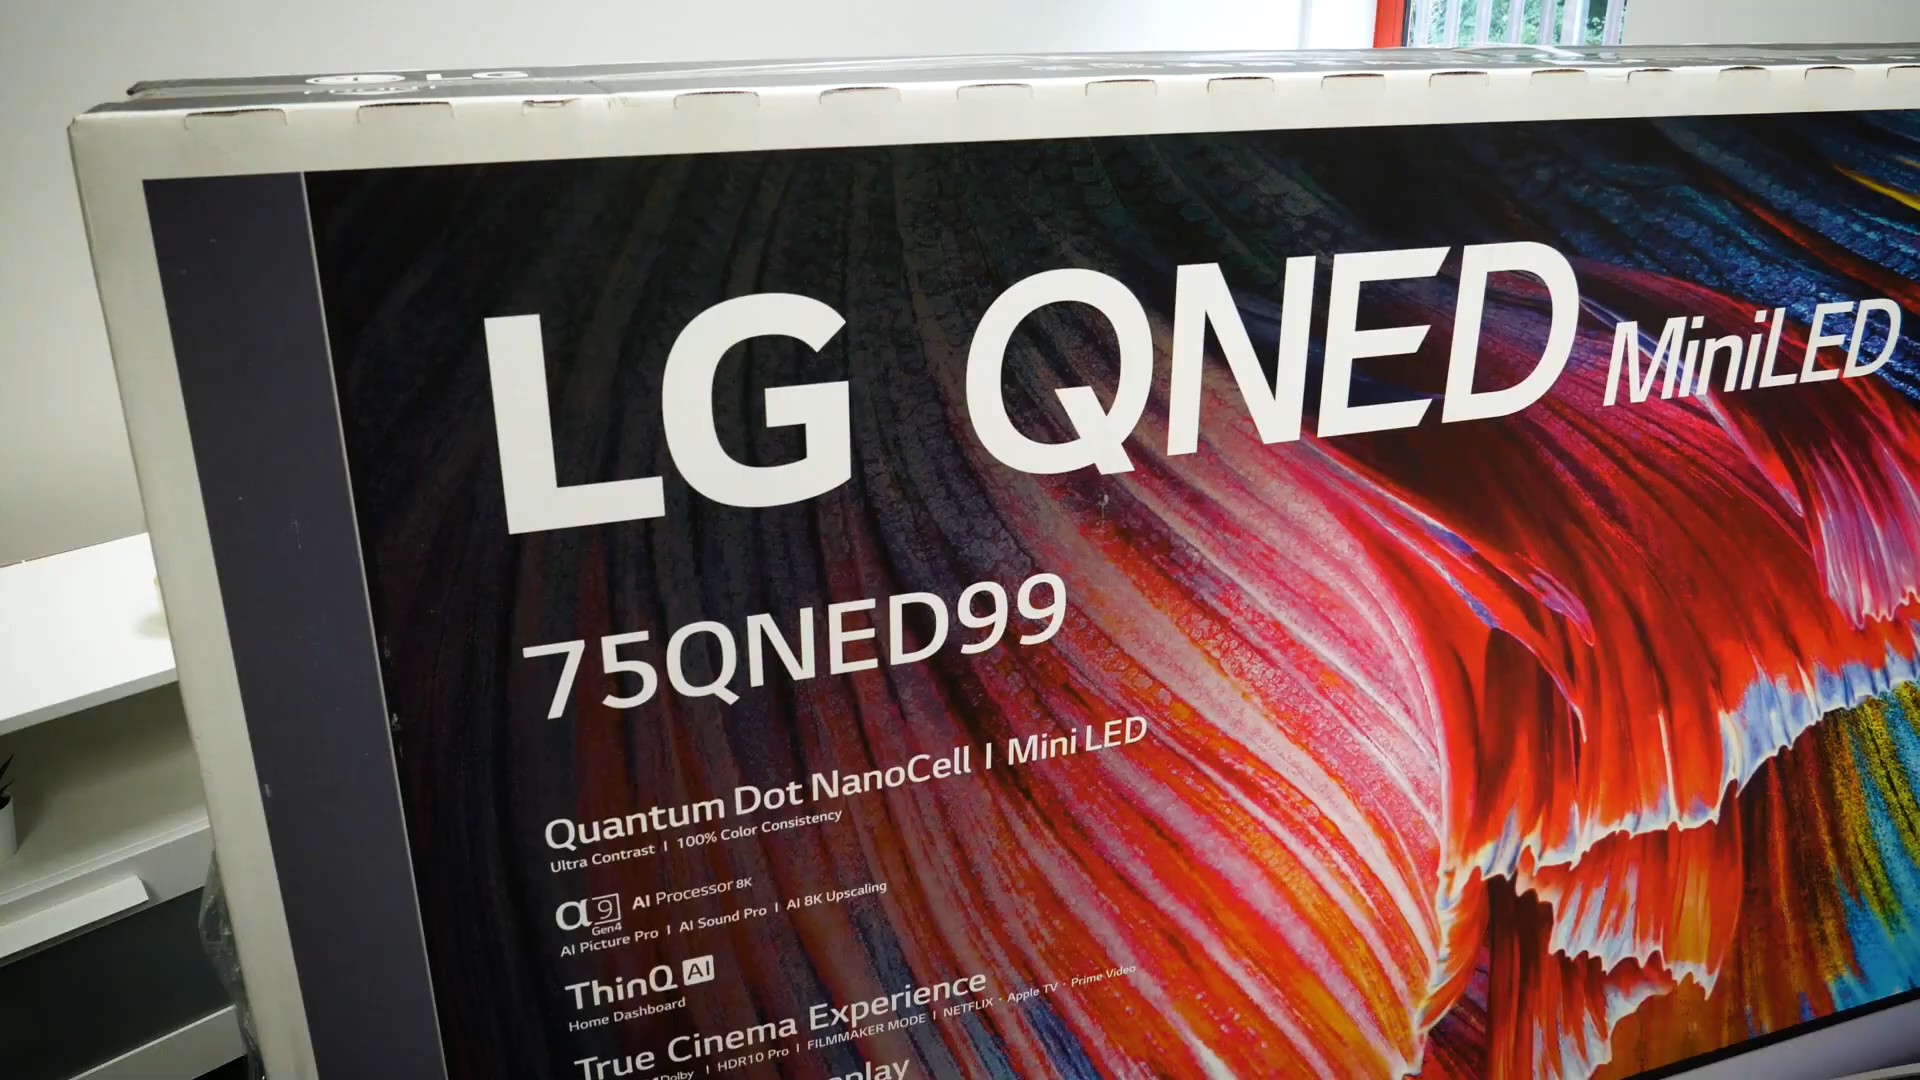 LG
LG QNED MiniLED
75QNED99
Quantum Dot NanoCell | Mini LED
Ultra Contrast | 100% Color Consistency
α9 Gen4 AI Processor 8K
AI Picture Pro | AI Sound Pro | AI 8K Upscaling
ThinQ AI
Home Dashboard
True Cinema Experience
Dolby | HDR10 Pro | FILMMAKER MODE | NETFLIX · Apple TV · Prime Video